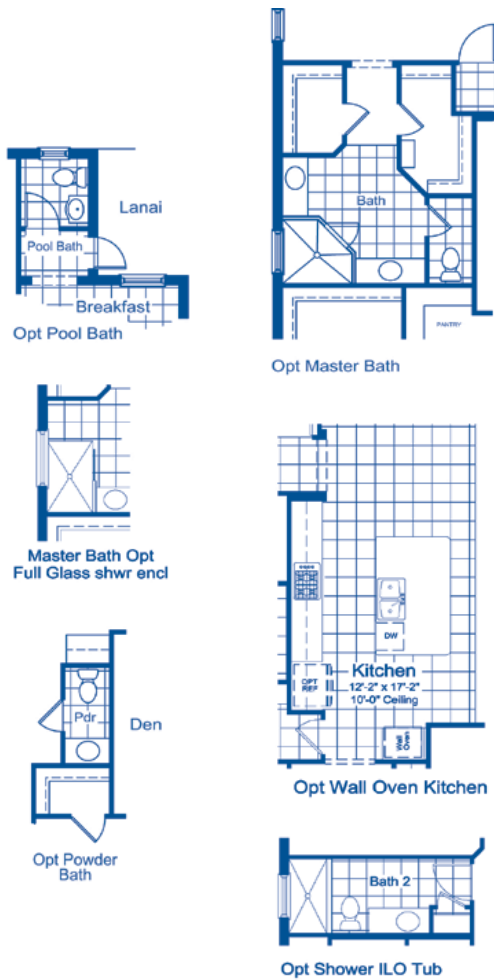 Lanai
Pool Bath
Breakfast
Opt Pool Bath
Bath
PANTRY
Opt Master Bath
Master Bath Opt
Full Glass shwr encl
DW
OPT
REF
Kitchen
12'-2" x 17'-2"
10'-0" Ceiling
Wall
Oven
Opt Wall Oven Kitchen
Pdr
Den
Opt Powder
Bath
Bath 2
Opt Shower ILO Tub